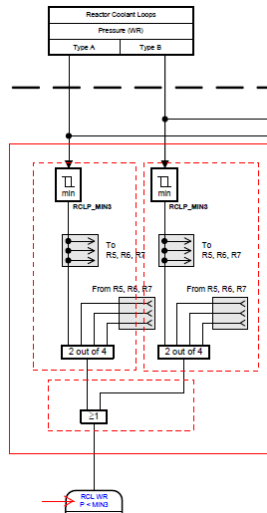 Reactor Coolant Loops
Pressure (WR)
Type A
Type B
min
min
RCLP_MIN3
RCLP_MIN3
To
R5, R6, R7
To
R5, R6, R7
From R5, R6, R7
From R5, R6, R7
2 out of 4
2 out of 4
≥1
RCL WR
P < MIN3